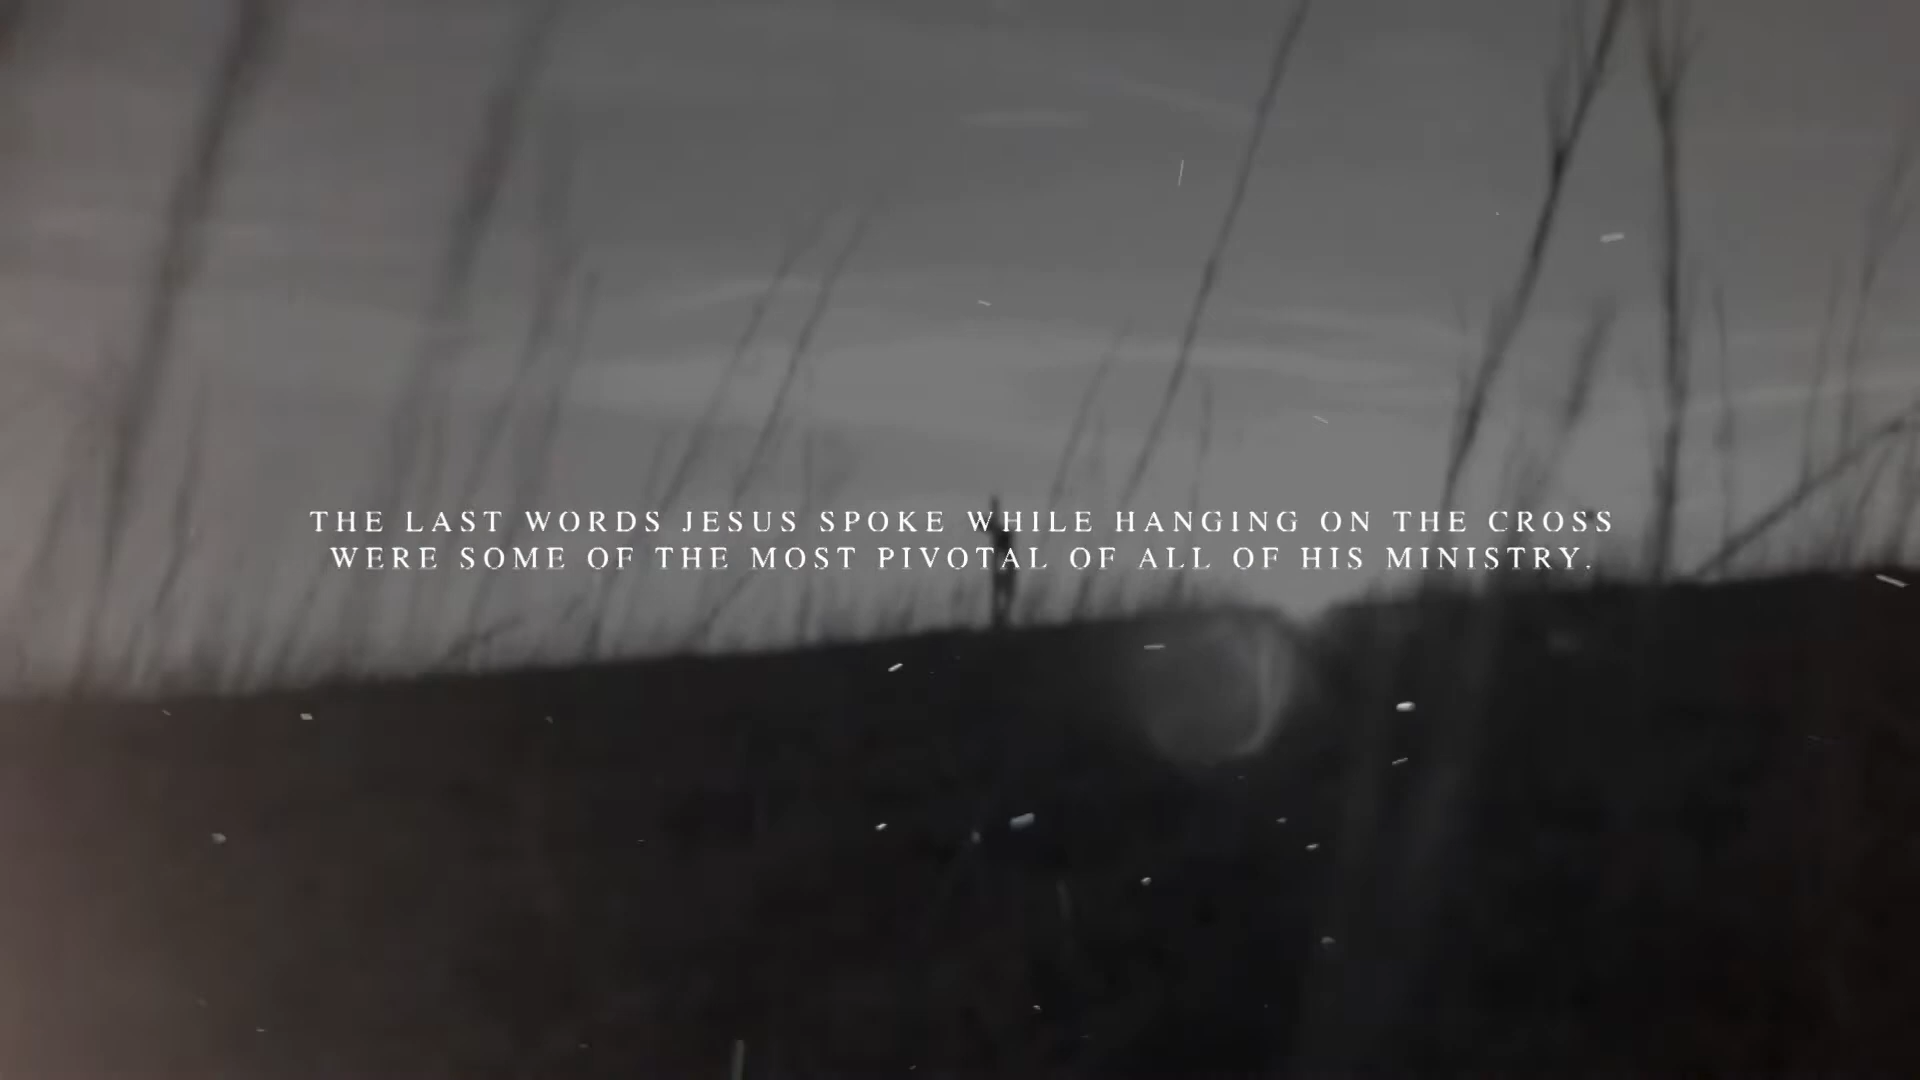 THE LAST WORDS JESUS SPOKE WHILE HANGING ON THE CROSS
WERE SOME OF THE MOST PIVOTAL OF ALL OF HIS MINISTRY.